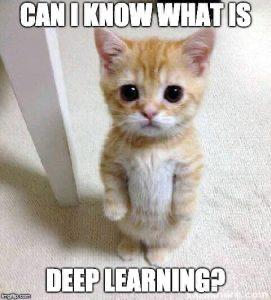 CAN I KNOW WHAT IS
DEEP LEARNING?
imgflip.com